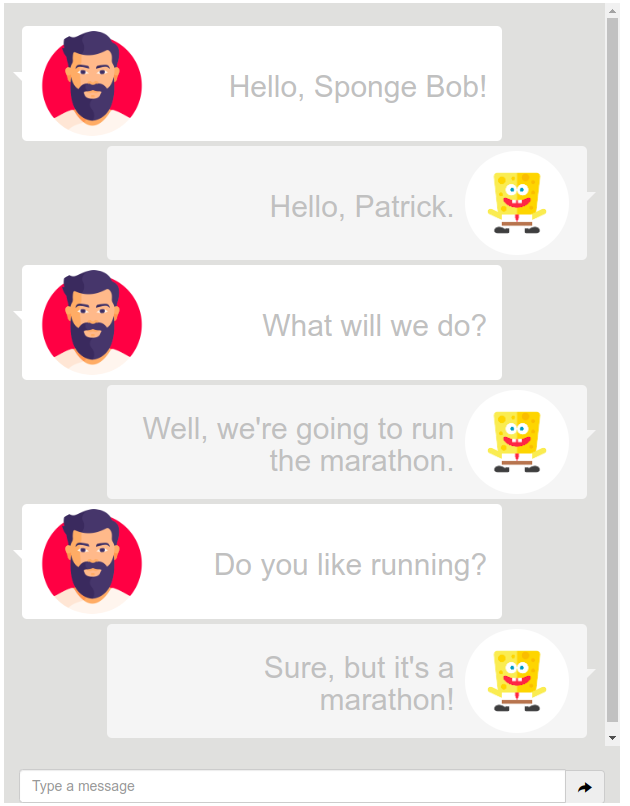 Hello, Sponge Bob!
Hello, Patrick.
What will we do?
Well, we're going to run
the marathon.
Do you like running?
Sure, but it's a
marathon!
Type a message